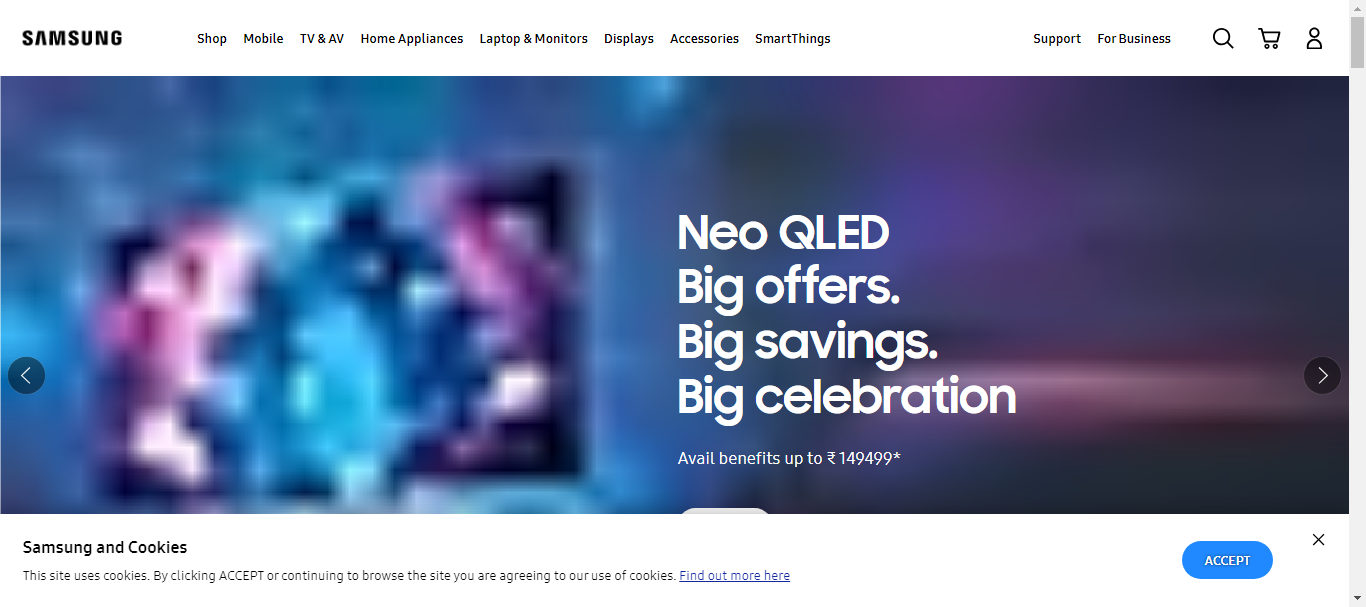 SAMSUNG
Shop Mobile TV & AV Home Appliances Laptop & Monitors Displays Accessories SmartThings Support For Business
Neo QLED
Big offers.
Big savings.
Big celebration
Avail benefits up to ₹ 149499*
Samsung and Cookies
This site uses cookies. By clicking ACCEPT or continuing to browse the site you are agreeing to our use of cookies. Find out more here
ACCEPT